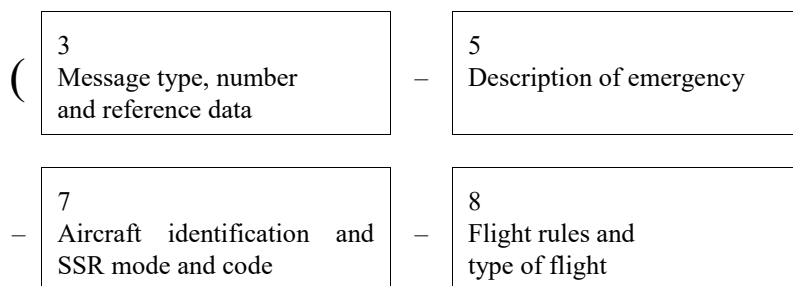 3 5
( Message type, number – Description of emergency
and reference data
7 8
– Aircraft identification and – Flight rules and
SSR mode and code type of flight